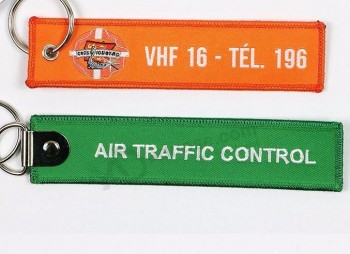 VHF 16 - TÉL. 196
AIR TRAFFIC CONTROL